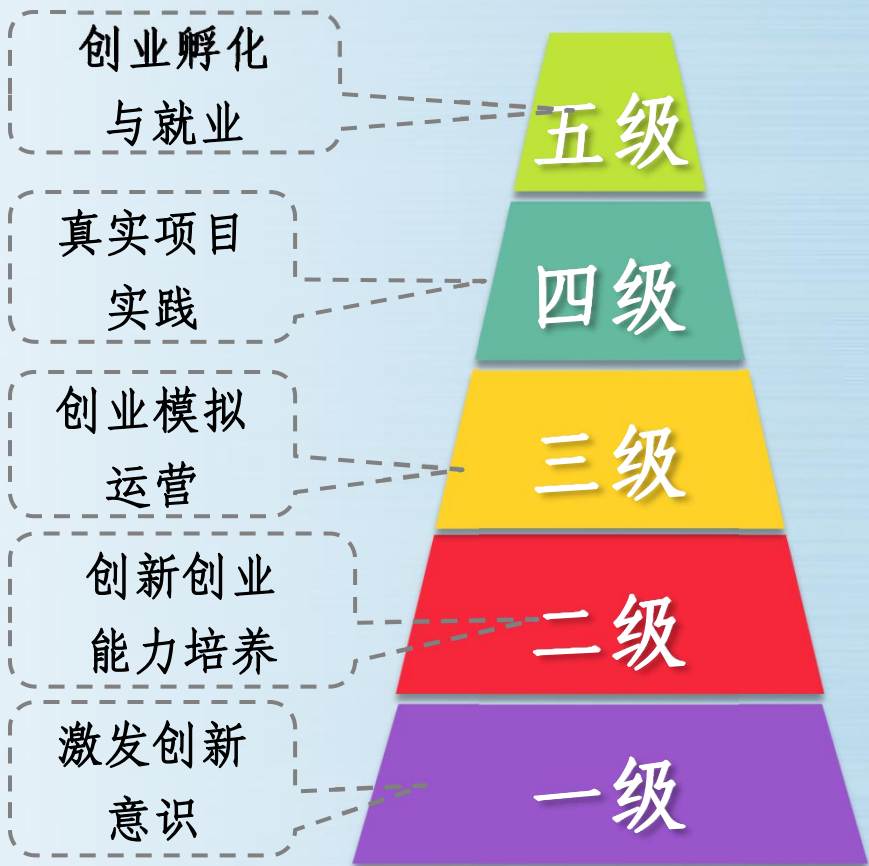 创业孵化
与就业
五级
真实项目
实践
四级
创业模拟
运营
三级
创新创业
能力培养
二级
激发创新
意识
一级